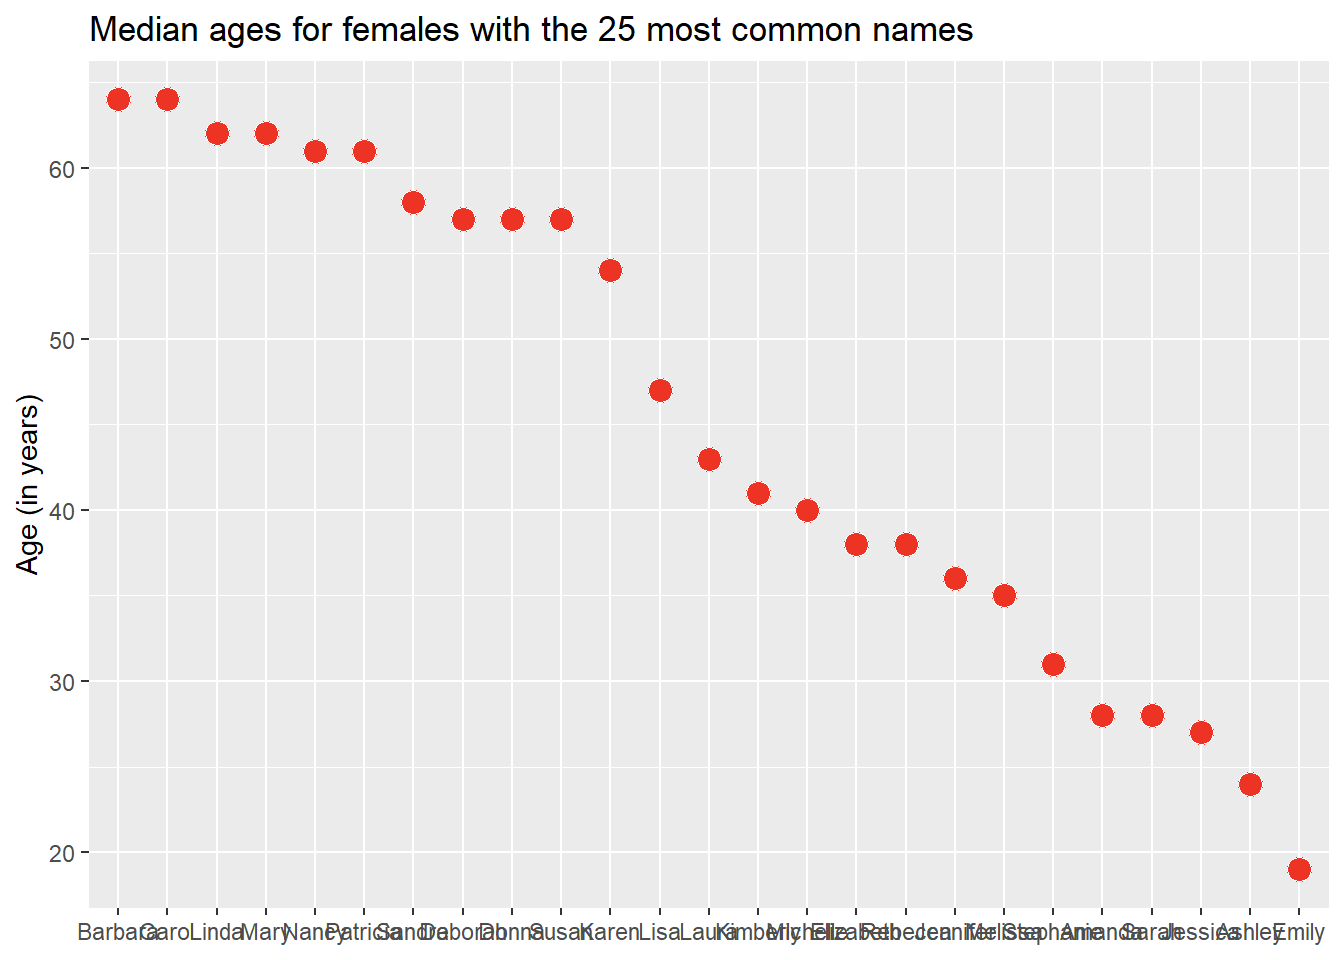 Median ages for females with the 25 most common names
Age (in years)
60
50
40
30
20
Barbara Carol Linda Mary Nancy Patricia Sandra Deborah Donna Susan Karen Lisa Laura Kimberly Michelle Elizabeth Rebecca Jennifer Melissa Stephanie Amanda Sarah Jessica Ashley Emily